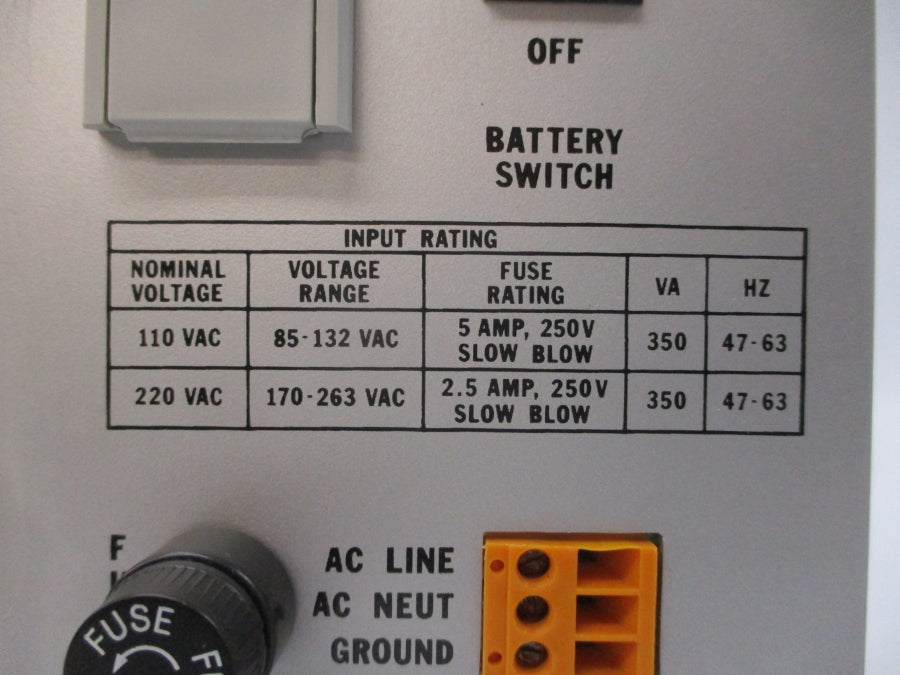 OFF
BATTERY
SWITCH
INPUT RATING
NOMINAL VOLTAGE VOLTAGE RANGE FUSE RATING VA HZ
110 VAC 85-132 VAC 5 AMP, 250V SLOW BLOW 350 47-63
220 VAC 170-263 VAC 2.5 AMP, 250V SLOW BLOW 350 47-63
F
AC LINE
AC NEUT
GROUND
FUSE